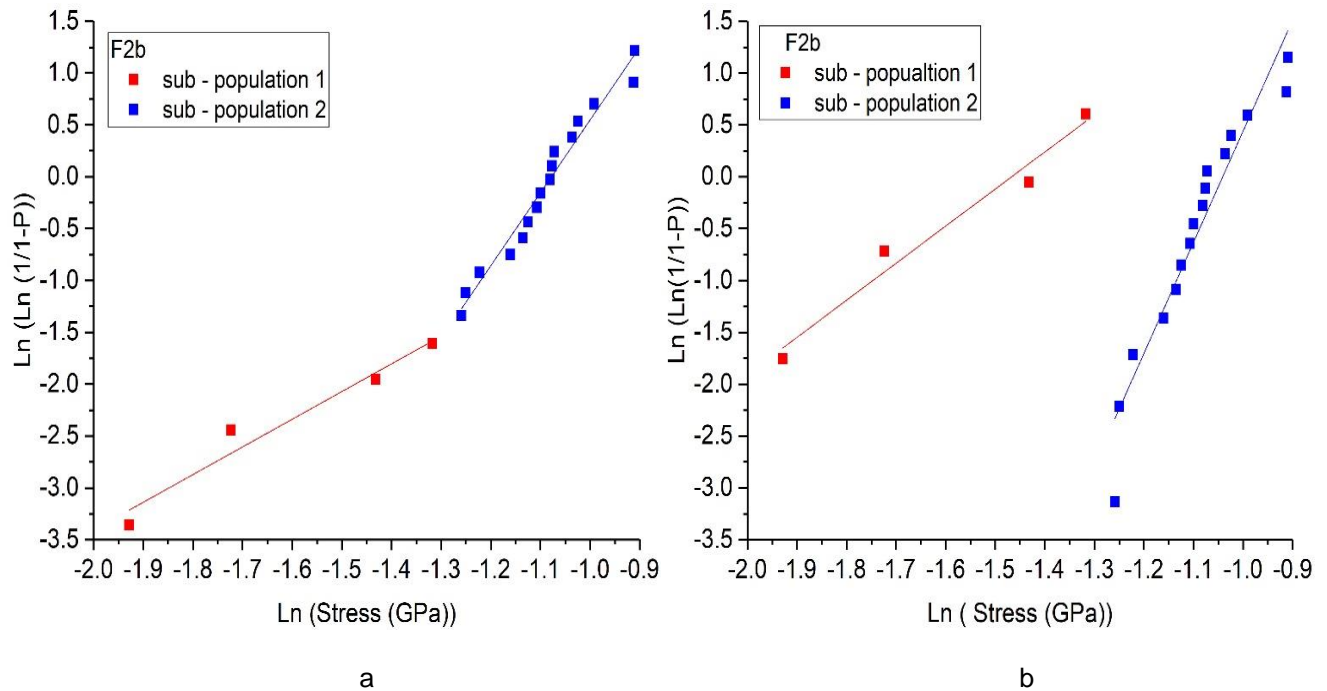 F2b
sub - population 1
sub - population 2
1.5
1.0
0.5
0.0
-0.5
-1.0
-1.5
-2.0
-2.5
-3.0
-3.5
Ln (Ln (1/1-P))
-2.0 -1.9 -1.8 -1.7 -1.6 -1.5 -1.4 -1.3 -1.2 -1.1 -1.0 -0.9
Ln (Stress (GPa))
a
F2b
sub - popualtion 1
sub - population 2
1.5
1.0
0.5
0.0
-0.5
-1.0
-1.5
-2.0
-2.5
-3.0
-3.5
Ln (Ln(1/1-P))
-2.0 -1.9 -1.8 -1.7 -1.6 -1.5 -1.4 -1.3 -1.2 -1.1 -1.0 -0.9
Ln ( Stress (GPa))
b